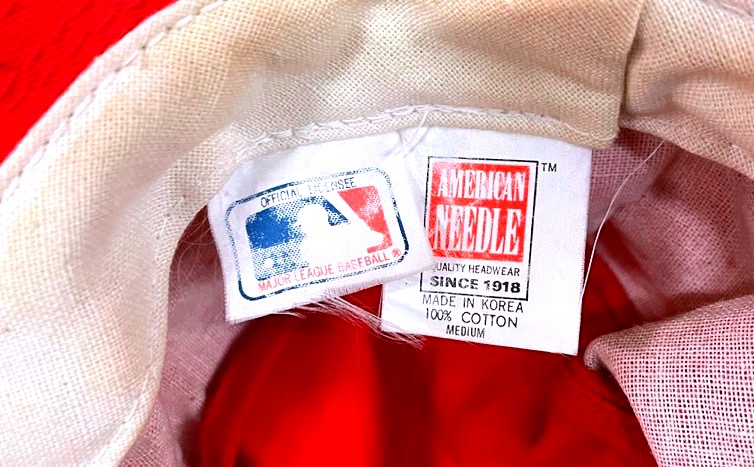 OFFICIAL LICENSEE
MAJOR LEAGUE BASEBALL ®
AMERICAN
NEEDLE
TM
QUALITY HEADWEAR
SINCE 1918
MADE IN KOREA
100% COTTON
MEDIUM